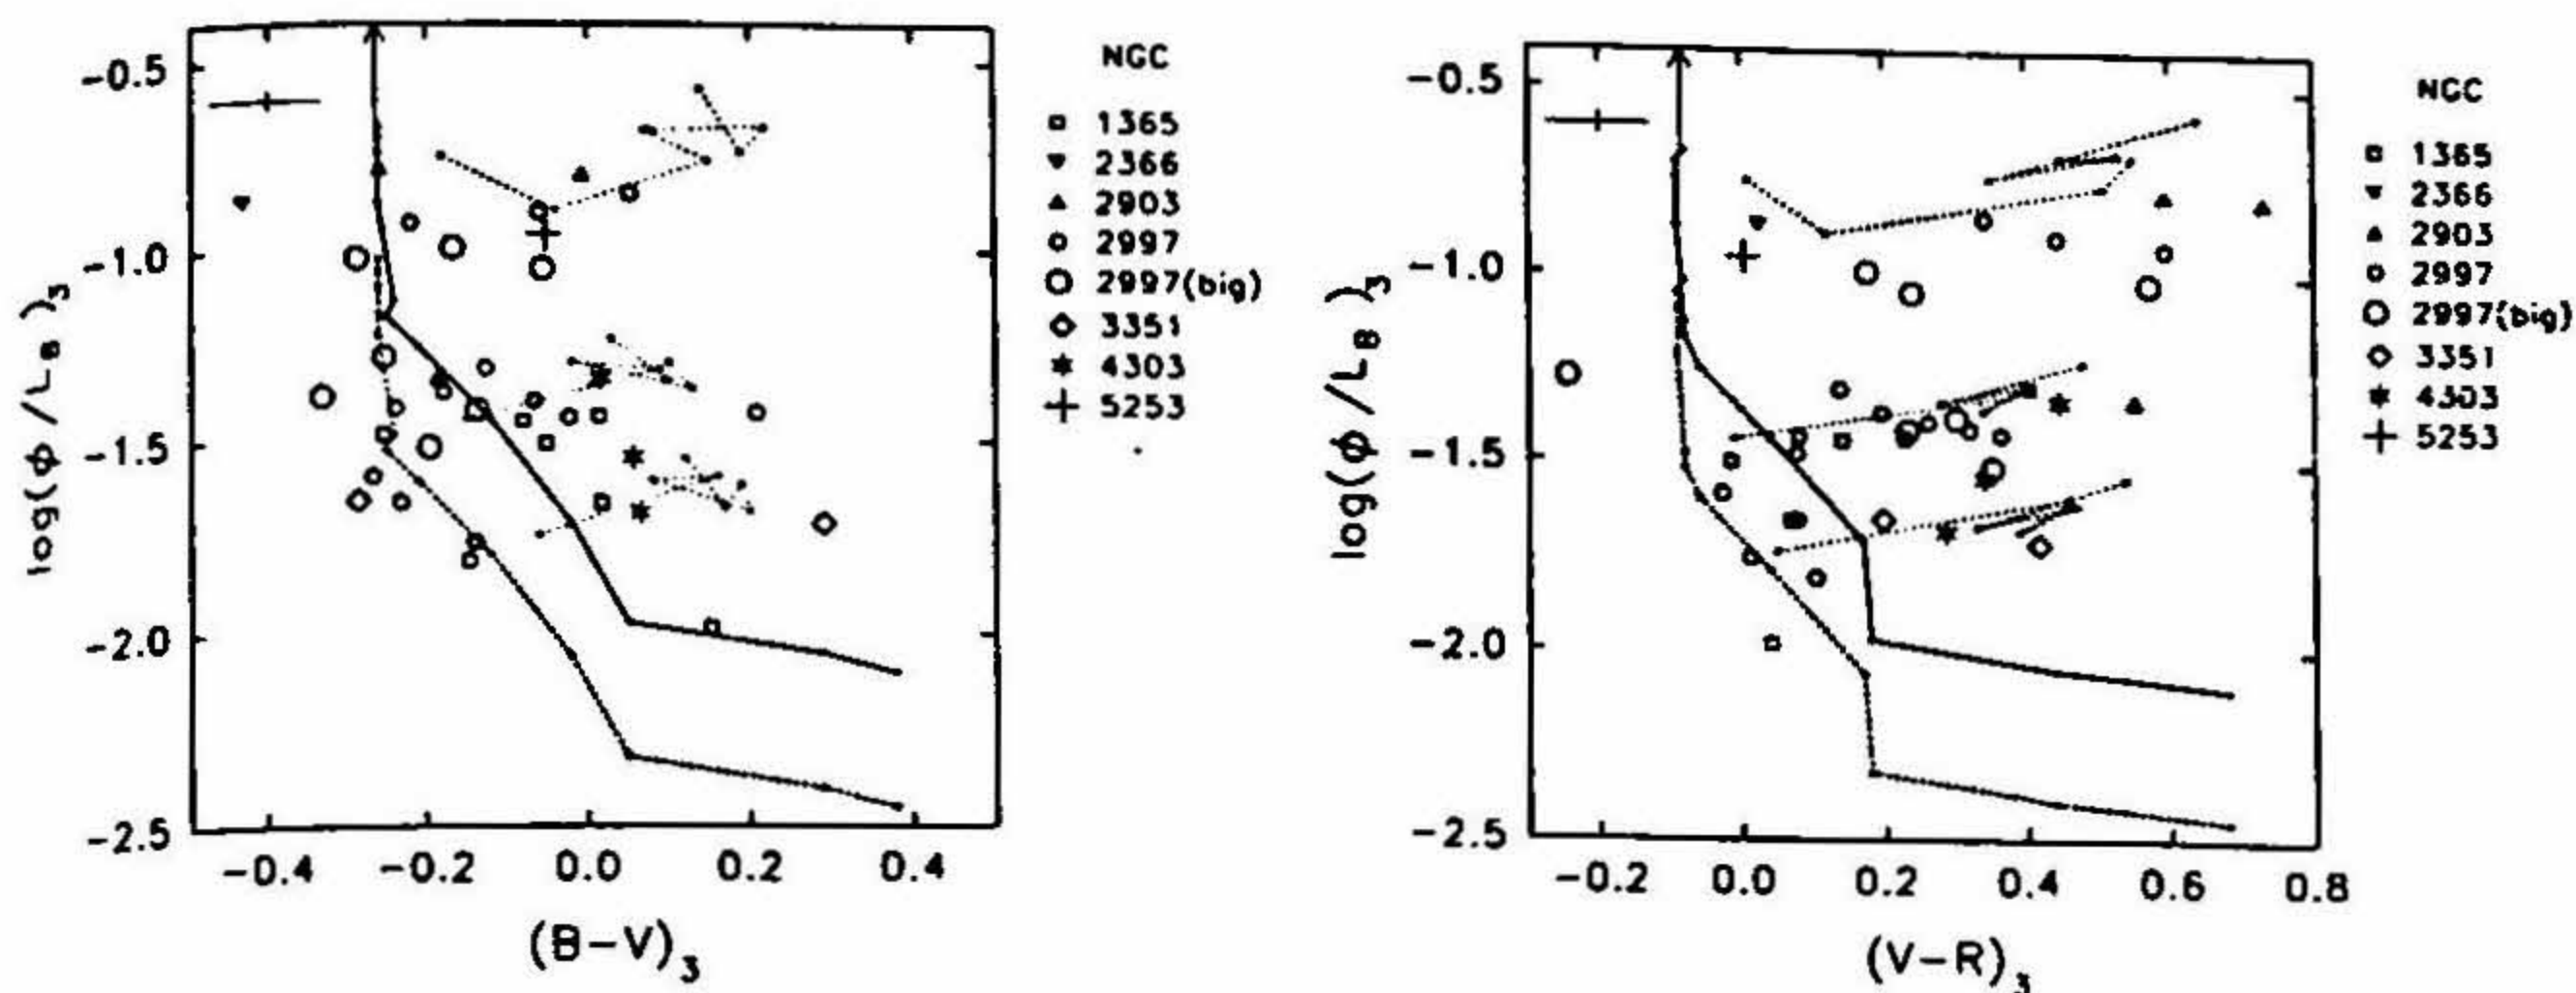 -0.5
-1.0
-1.5
-2.0
-2.5
log(ϕ/L_B)_3
-0.4 -0.2 0.0 0.2 0.4
(B-V)_3
NGC
1365
2366
2903
2997
2997(big)
3351
4303
5253
-0.5
-1.0
-1.5
-2.0
-2.5
log(ϕ/L_B)_3
-0.2 0.0 0.2 0.4 0.6 0.8
(V-R)_3
NGC
1365
2366
2903
2997
2997(big)
3351
4303
5253